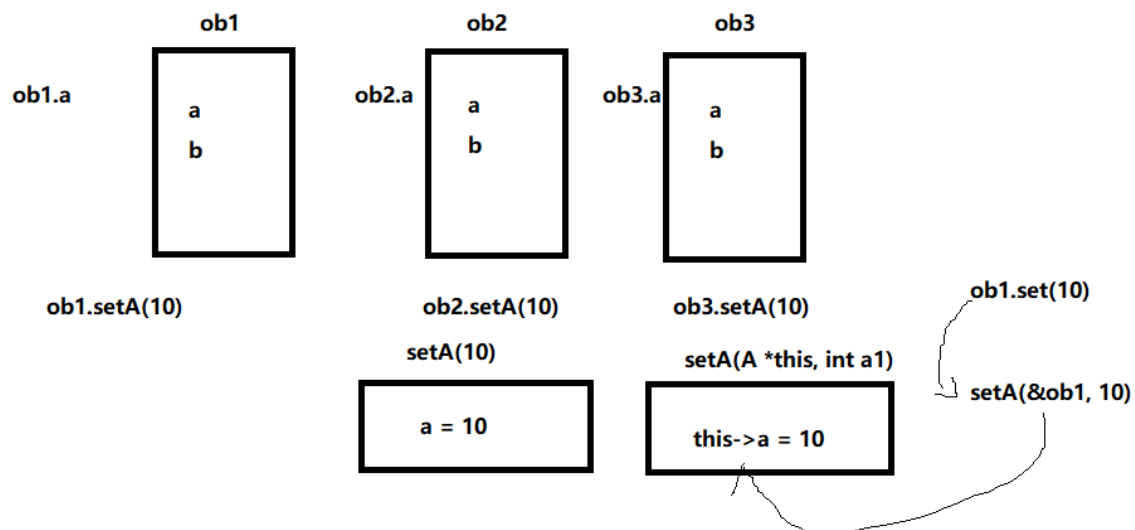 ob1
ob2
ob3
ob1.a
a
b
ob2.a
a
b
ob3.a
a
b
ob1.setA(10)
ob2.setA(10)
ob3.setA(10)
ob1.set(10)
setA(10)
setA(A *this, int a1)
setA(&ob1, 10)
a = 10
this->a = 10